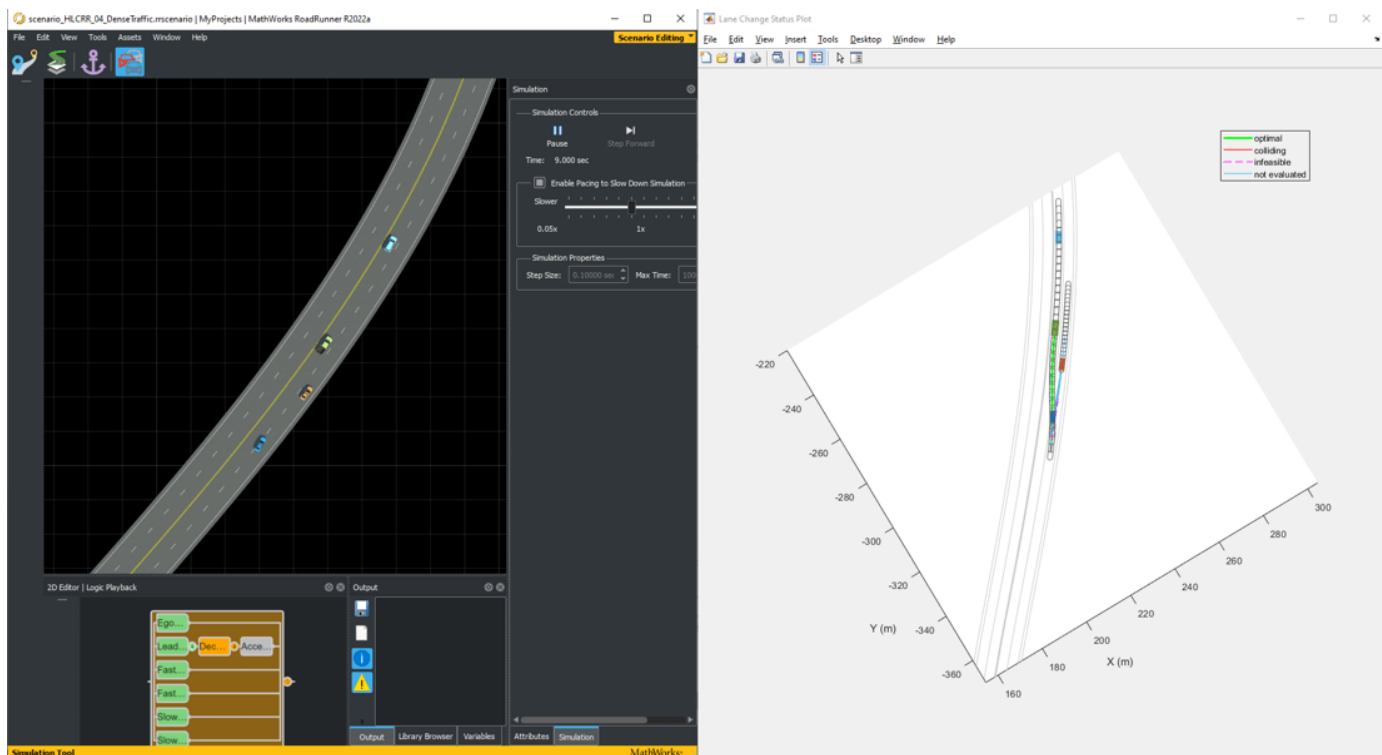 scenario_HLCRR_04_DenseTraffic.rrscenario | MyProjects | MathWorks RoadRunner R2022a
File Edit View Tools Assets Window Help
Scenario Editing
Simulation
Simulation Controls
Pause
Step Forward
Time: 9.000 sec
Enable Pacing to Slow Down Simulation
Slower
0.05x
1x
Simulation Properties
Step Size: 0.10000 sec Max Time: 100
2D Editor | Logic Playback
Output
Ego...
Lead... Dec... Acce...
Fast...
Fast...
Slow...
Slow...
Output Library Browser Variables
Attributes Simulation
Simulation Tool
MathWorks
Lane Change Status Plot
File Edit View Insert Tools Desktop Window Help
optimal
colliding
infeasible
not evaluated
-220
-240
-260
-280
-300
-320
-340
-360
Y (m)
300
280
260
240
220
200
180
160
X (m)